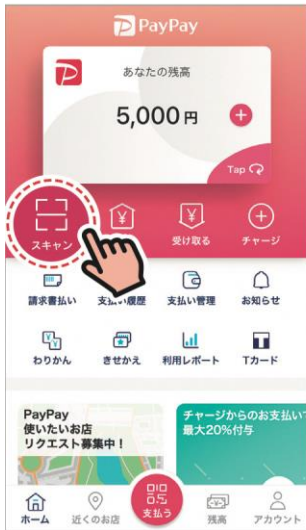 PayPay
あなたの残高
5,000 円
Tap
スキャン
受け取る
チャージ
請求書払い
支払い履歴
支払い管理
お知らせ
わりかん
きせかえ
利用レポート
Tカード
PayPay
使いたいお店
リクエスト募集中！
チャージからのお支払いで
最大20%付与
ホーム
近くのお店
支払う
残高
アカウント